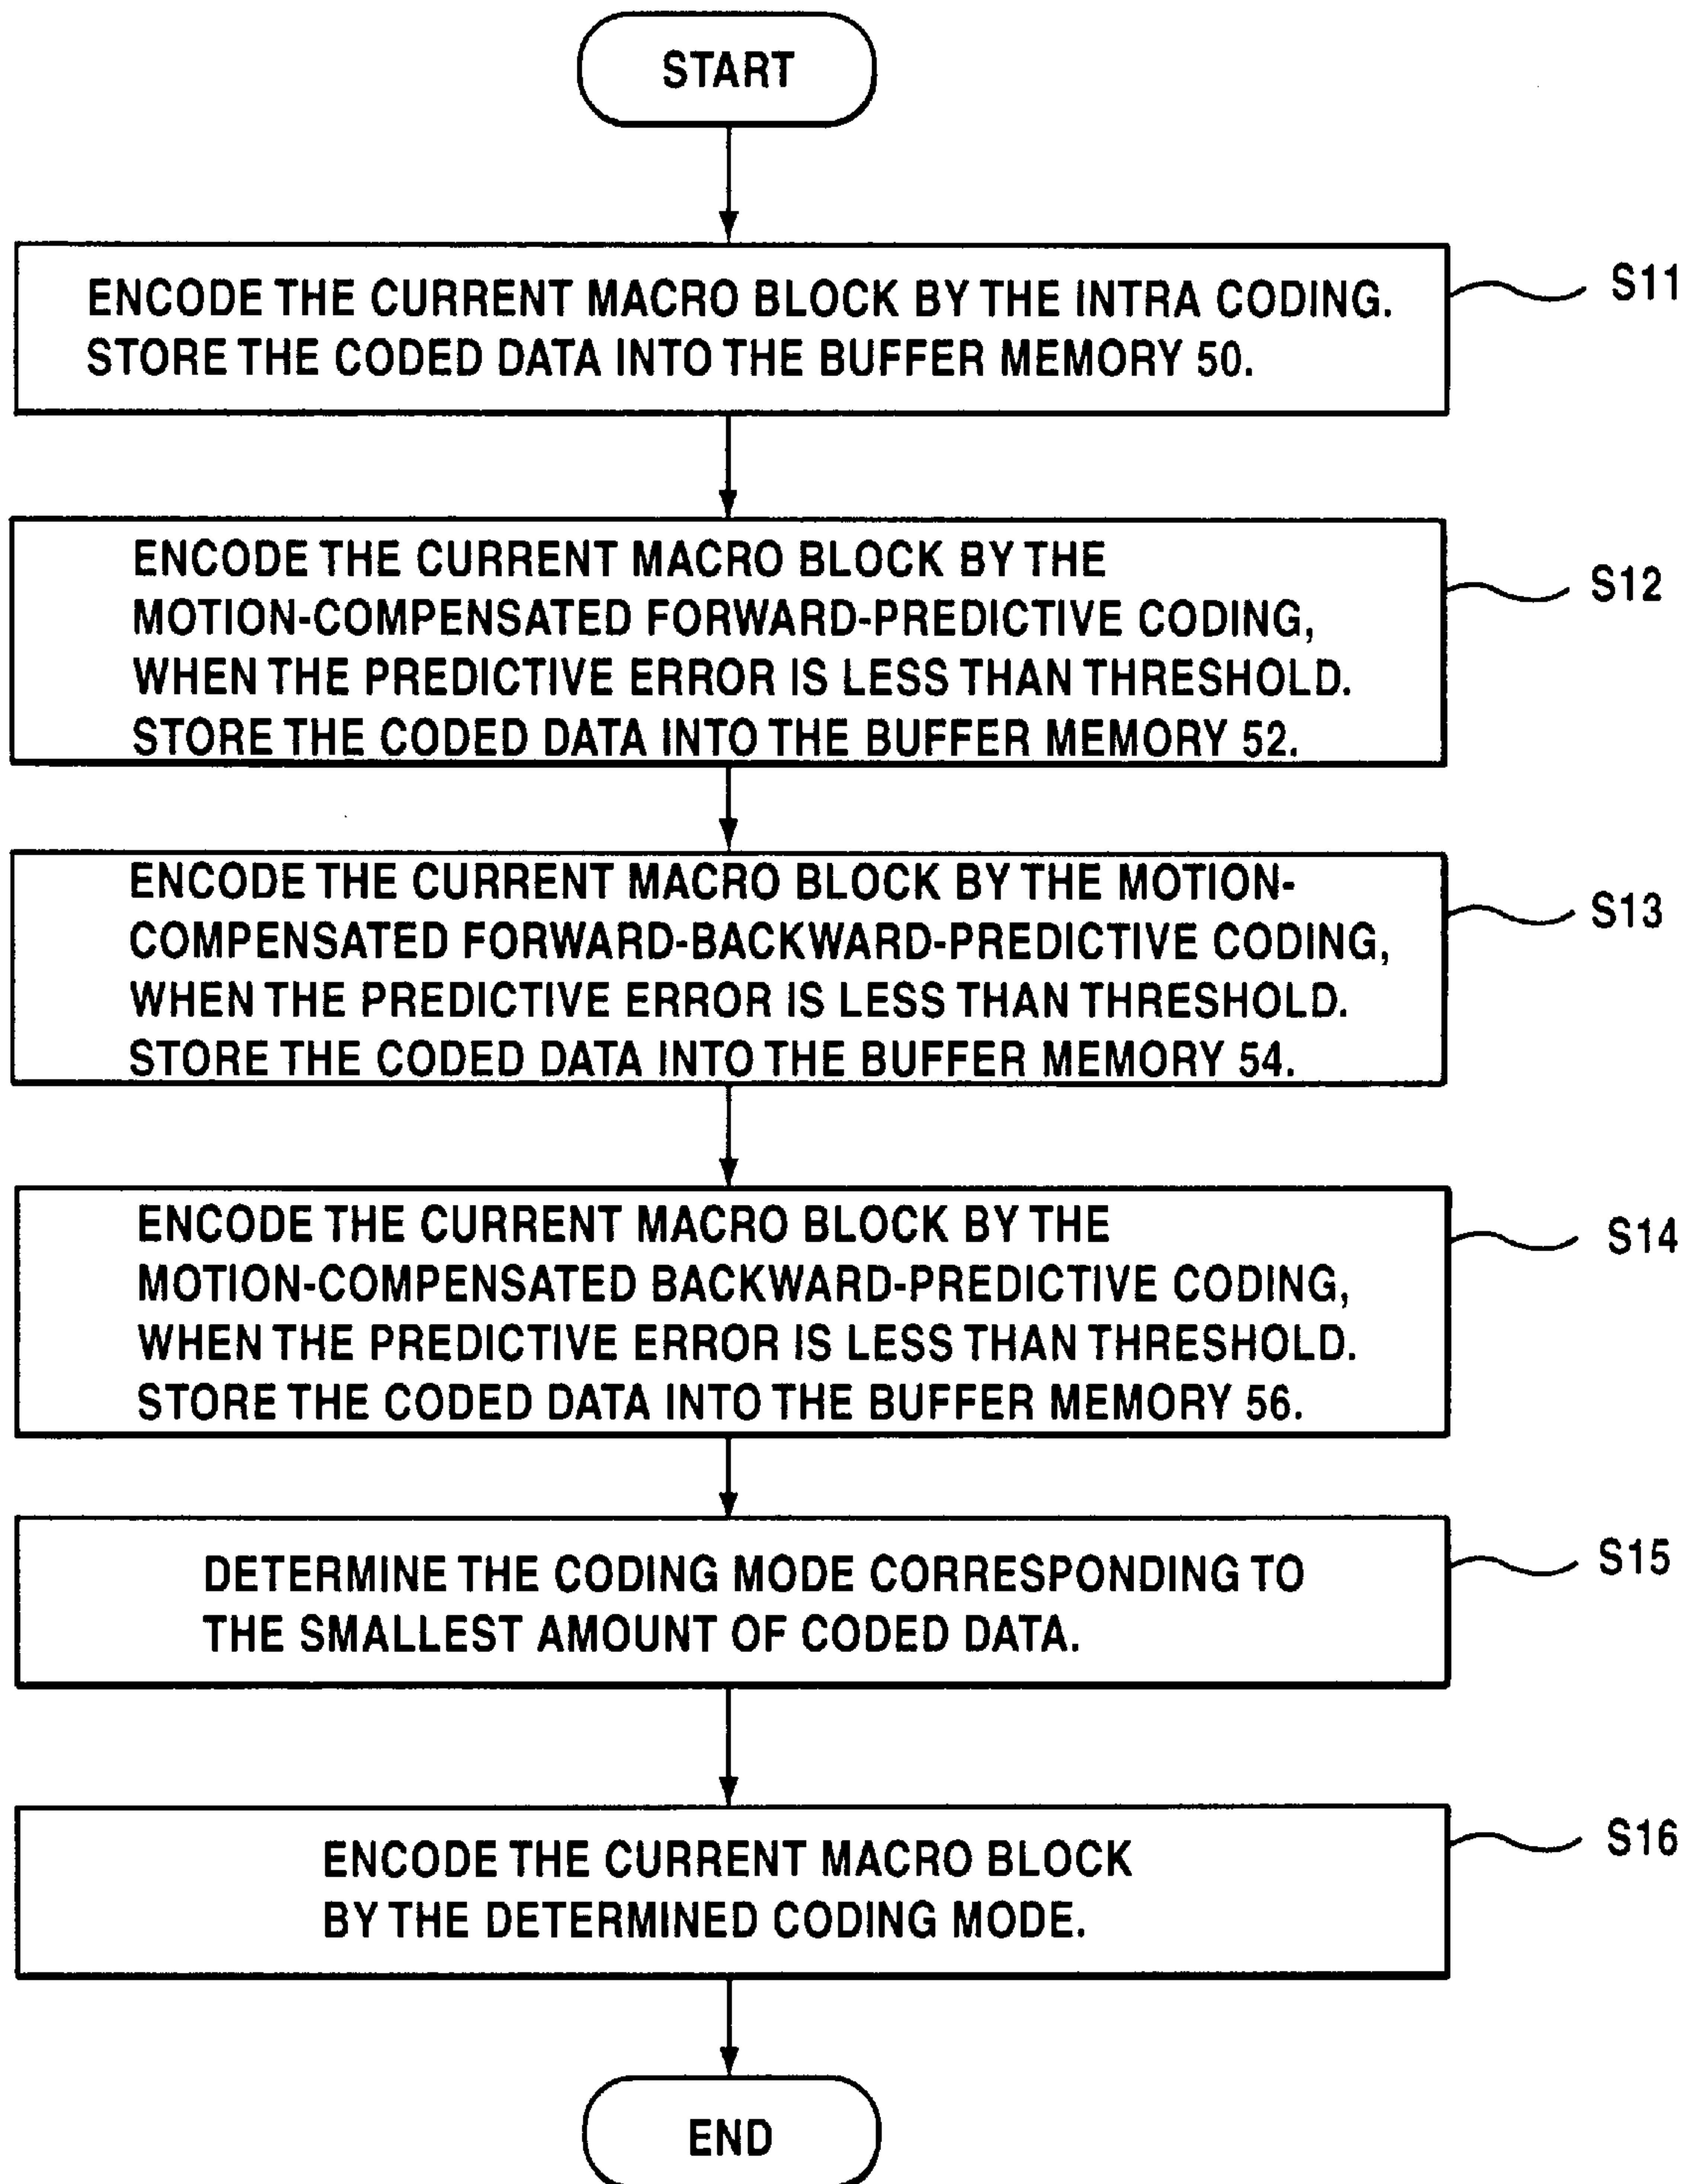 START
ENCODE THE CURRENT MACRO BLOCK BY THE INTRA CODING.
STORE THE CODED DATA INTO THE BUFFER MEMORY 50.
S11
ENCODE THE CURRENT MACRO BLOCK BY THE
MOTION-COMPENSATED FORWARD-PREDICTIVE CODING,
WHEN THE PREDICTIVE ERROR IS LESS THAN THRESHOLD.
STORE THE CODED DATA INTO THE BUFFER MEMORY 52.
S12
ENCODE THE CURRENT MACRO BLOCK BY THE MOTION-
COMPENSATED FORWARD-BACKWARD-PREDICTIVE CODING,
WHEN THE PREDICTIVE ERROR IS LESS THAN THRESHOLD.
STORE THE CODED DATA INTO THE BUFFER MEMORY 54.
S13
ENCODE THE CURRENT MACRO BLOCK BY THE
MOTION-COMPENSATED BACKWARD-PREDICTIVE CODING,
WHEN THE PREDICTIVE ERROR IS LESS THAN THRESHOLD.
STORE THE CODED DATA INTO THE BUFFER MEMORY 56.
S14
DETERMINE THE CODING MODE CORRESPONDING TO
THE SMALLEST AMOUNT OF CODED DATA.
S15
ENCODE THE CURRENT MACRO BLOCK
BY THE DETERMINED CODING MODE.
S16
END